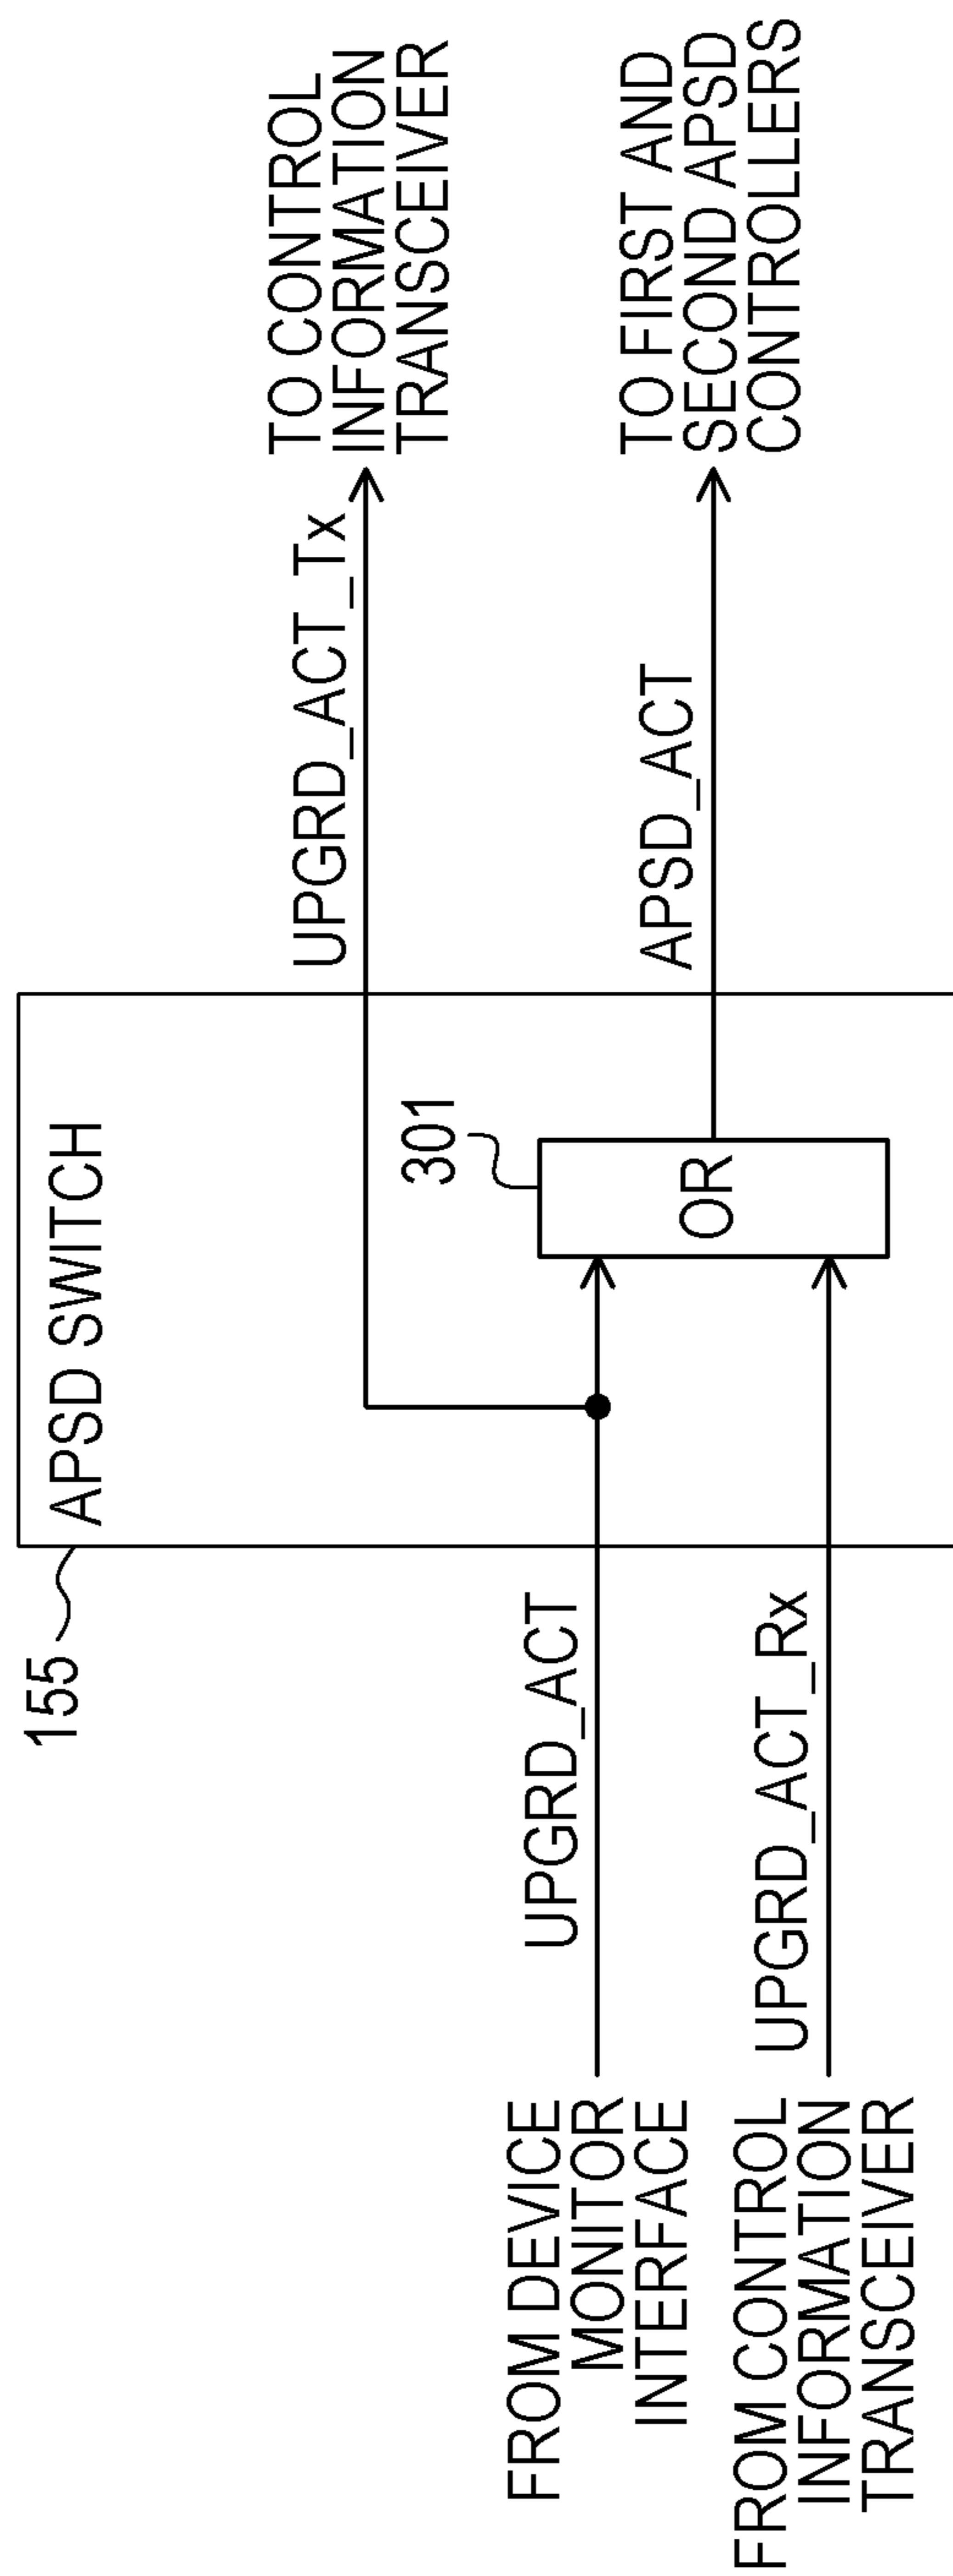 155
APSD SWITCH
FROM DEVICE
MONITOR
INTERFACE
UPGRD_ACT
FROM CONTROL
INFORMATION
TRANSCEIVER
UPGRD_ACT_Rx
301
OR
UPGRD_ACT_Tx
TO CONTROL
INFORMATION
TRANSCEIVER
APSD_ACT
TO FIRST AND
SECOND APSD
CONTROLLERS